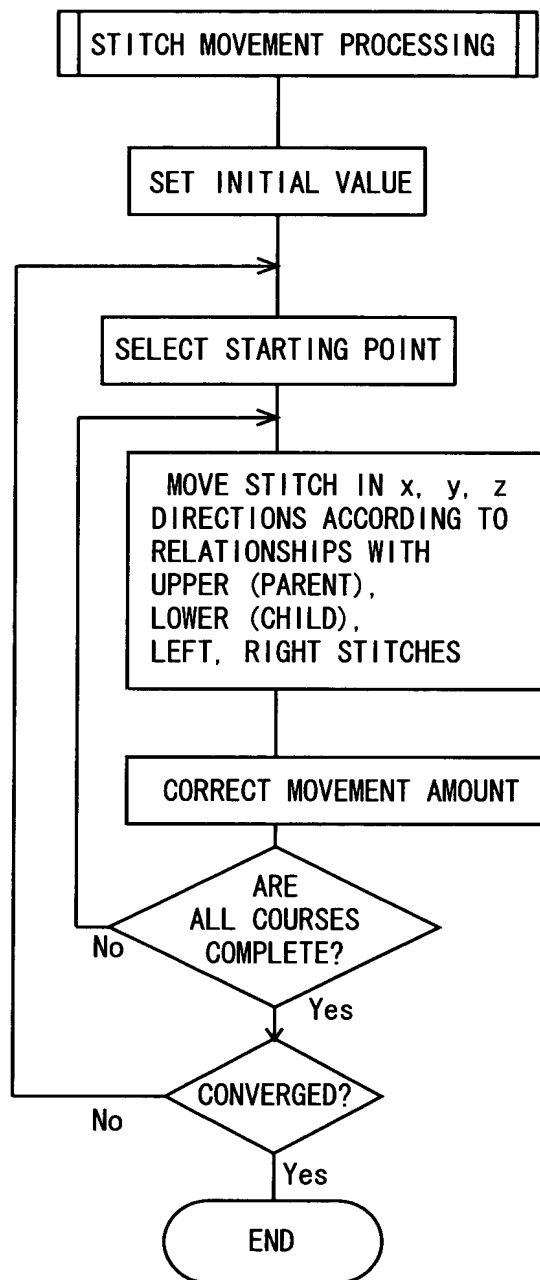 STITCH MOVEMENT PROCESSING
SET INITIAL VALUE
SELECT STARTING POINT
MOVE STITCH IN x, y, z
DIRECTIONS ACCORDING TO
RELATIONSHIPS WITH
UPPER (PARENT),
LOWER (CHILD),
LEFT, RIGHT STITCHES
CORRECT MOVEMENT AMOUNT
ARE
ALL COURSES
COMPLETE?
No
Yes
CONVERGED?
No
Yes
END